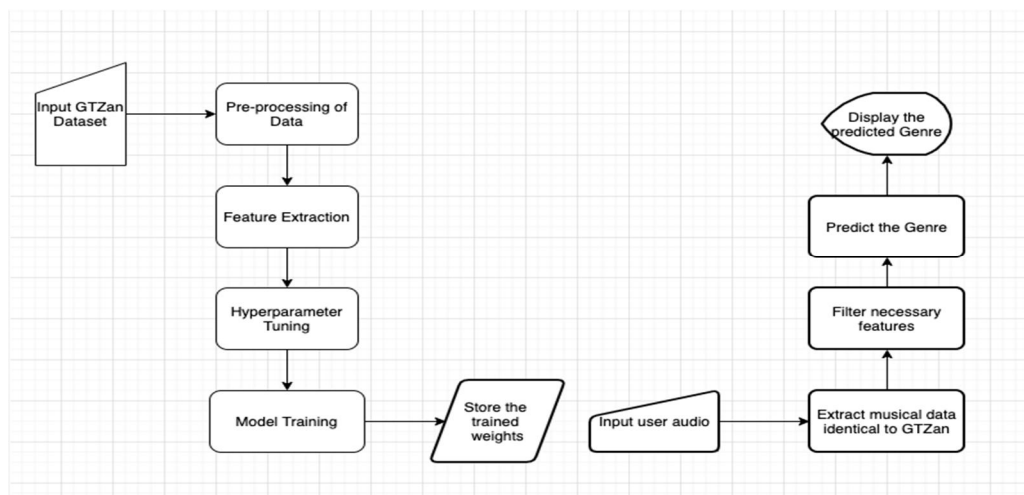 Input GTZan
Dataset
Pre-processing of
Data
Feature Extraction
Hyperparameter
Tuning
Model Training
Store the
trained
weights
Input user audio
Extract musical data
identical to GTZan
Filter necessary
features
Predict the Genre
Display the
predicted Genre